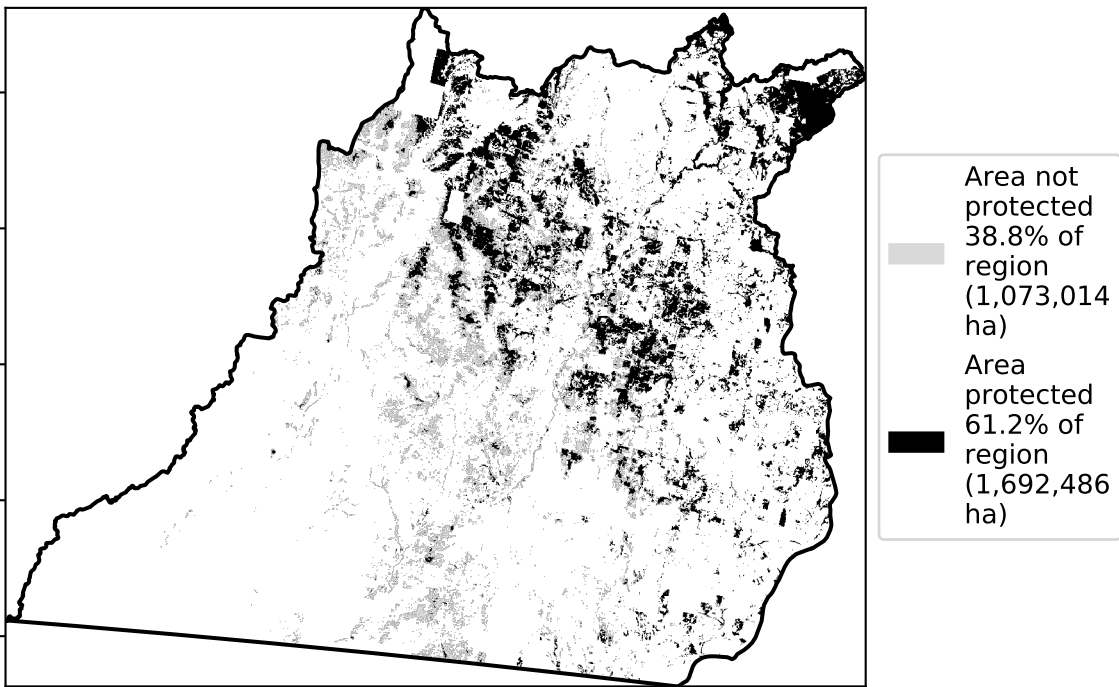 Area not
protected
38.8% of
region
(1,073,014
ha)
Area
protected
61.2% of
region
(1,692,486
ha)